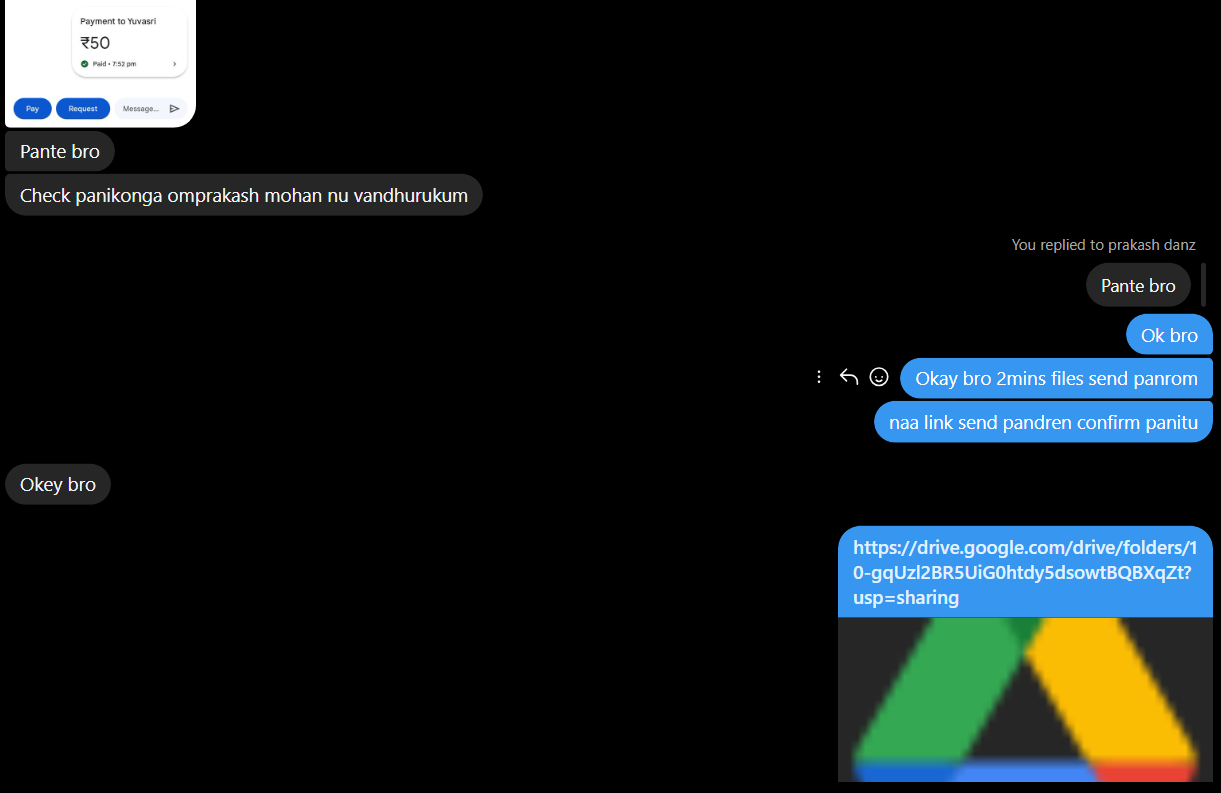 Payment to Yuvasri
₹50
Paid • 7:52 pm
Pay
Request
Message...
Pante bro
Check panikonga omprakash mohan nu vandhurukum
You replied to prakash danz
Pante bro
Ok bro
Okay bro 2mins files send panrom
naa link send pandren confirm panitu
Okey bro
https://drive.google.com/drive/folders/1
0-gqUzl2BR5UiG0htdy5dsowtBQBXqZt?
usp=sharing